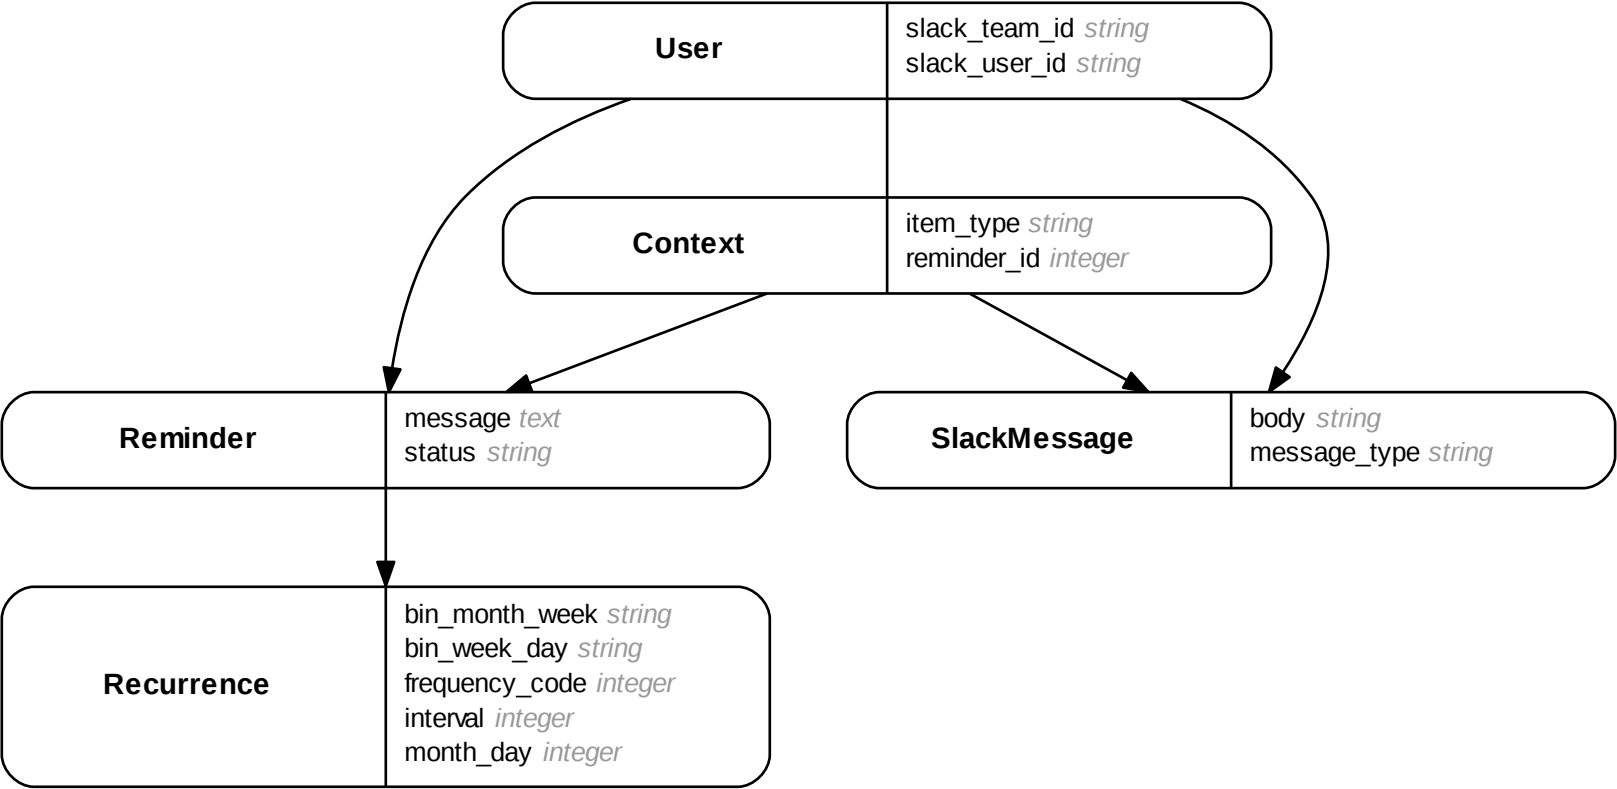 User
slack_team_id string
slack_user_id string
Context
item_type string
reminder_id integer
Reminder
message text
status string
SlackMessage
body string
message_type string
Recurrence
bin_month_week string
bin_week_day string
frequency_code integer
interval integer
month_day integer